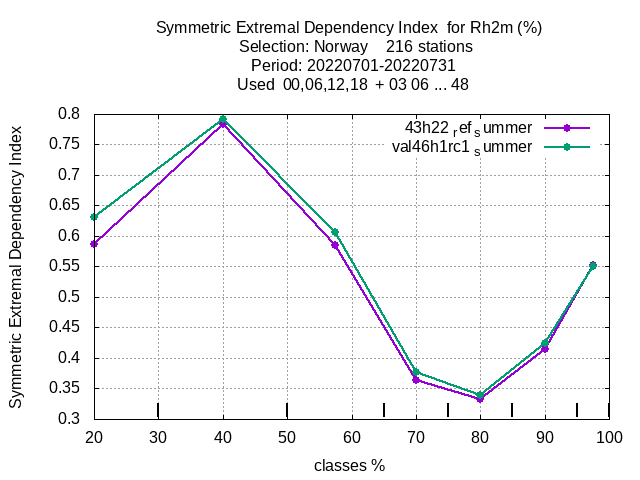 Symmetric Extremal Dependency Index for Rh2m (%)
Selection: Norway 216 stations
Period: 20220701-20220731
Used 00,06,12,18 + 03 06 ... 48
43h22 ref summer
val46h1rc1 summer
Symmetric Extremal Dependency Index
0.8
0.75
0.7
0.65
0.6
0.55
0.5
0.45
0.4
0.35
0.3
20 30 40 50 60 70 80 90 100
classes %